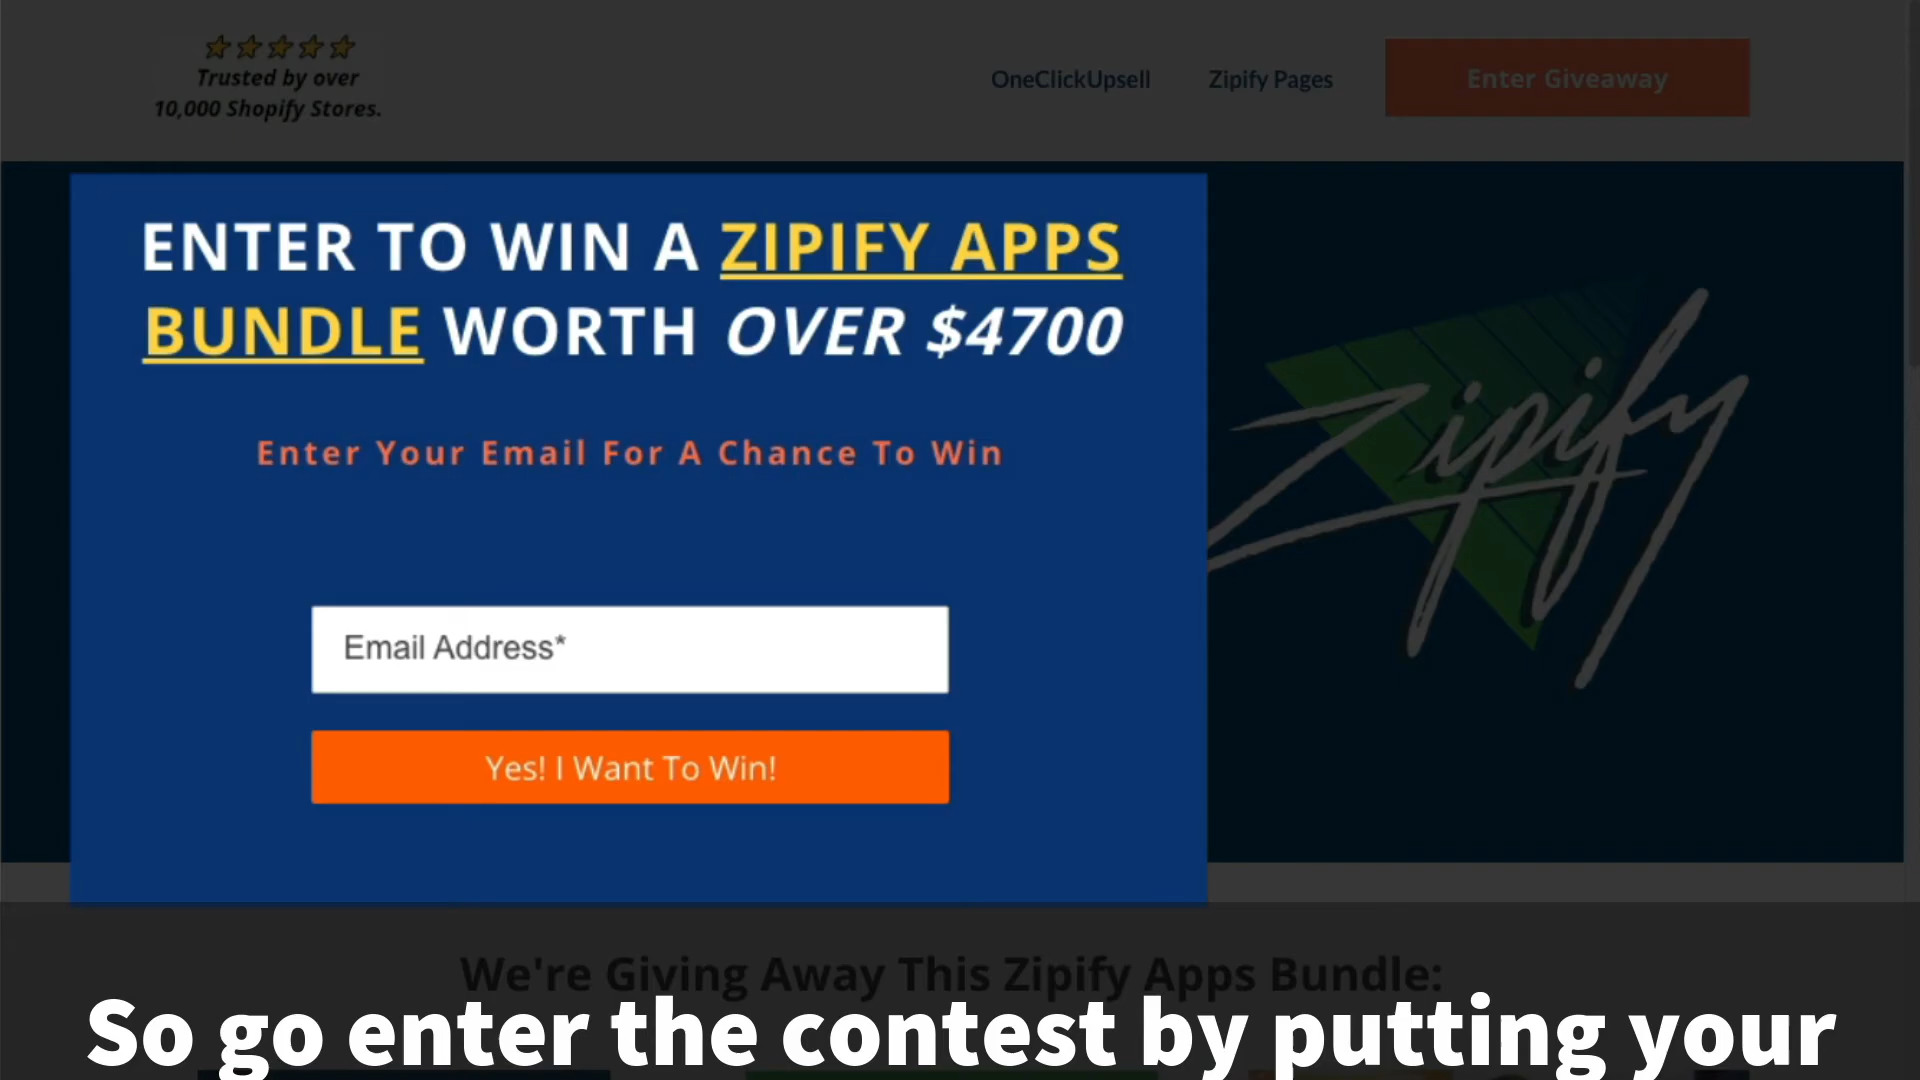 Trusted by over
10,000 Shopify Stores.
OneClickUpsell
Zipify Pages
Enter Giveaway
ENTER TO WIN A ZIPIFY APPS
BUNDLE WORTH OVER $4700
Enter Your Email For A Chance To Win
Email Address*
Yes! I Want To Win!
Zipify
We're Giving Away This Zipify Apps Bundle:
So go enter the contest by putting your